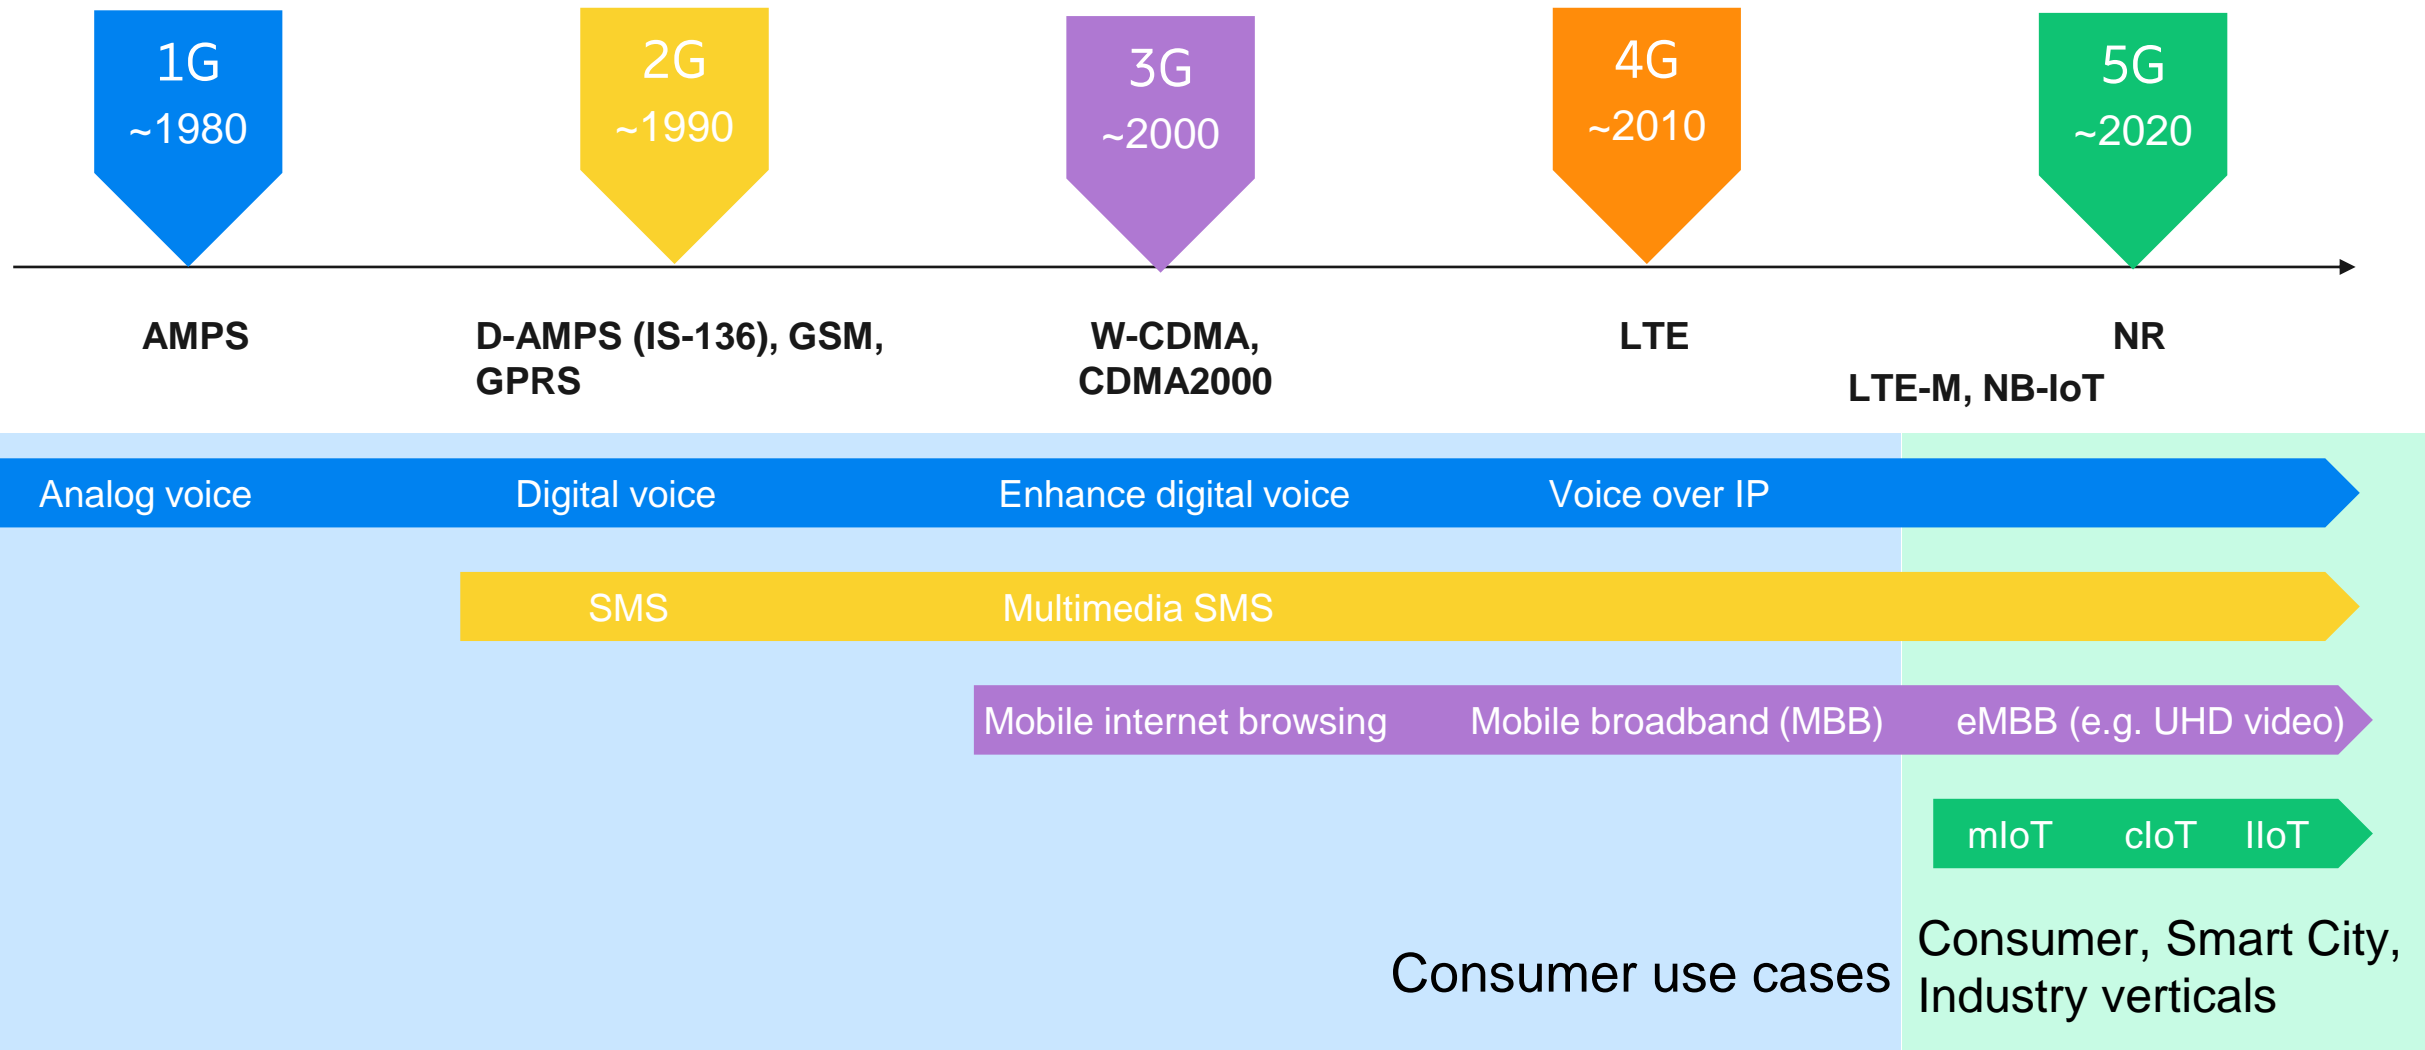 1G
~1980
2G
~1990
3G
~2000
4G
~2010
5G
~2020
AMPS
D-AMPS (IS-136), GSM,
GPRS
W-CDMA,
CDMA2000
LTE
NR
LTE-M, NB-IoT
Analog voice
Digital voice
Enhance digital voice
Voice over IP
SMS
Multimedia SMS
Mobile internet browsing
Mobile broadband (MBB)
eMBB (e.g. UHD video)
mIoT
cIoT
IIoT
Consumer use cases
Consumer, Smart City,
Industry verticals